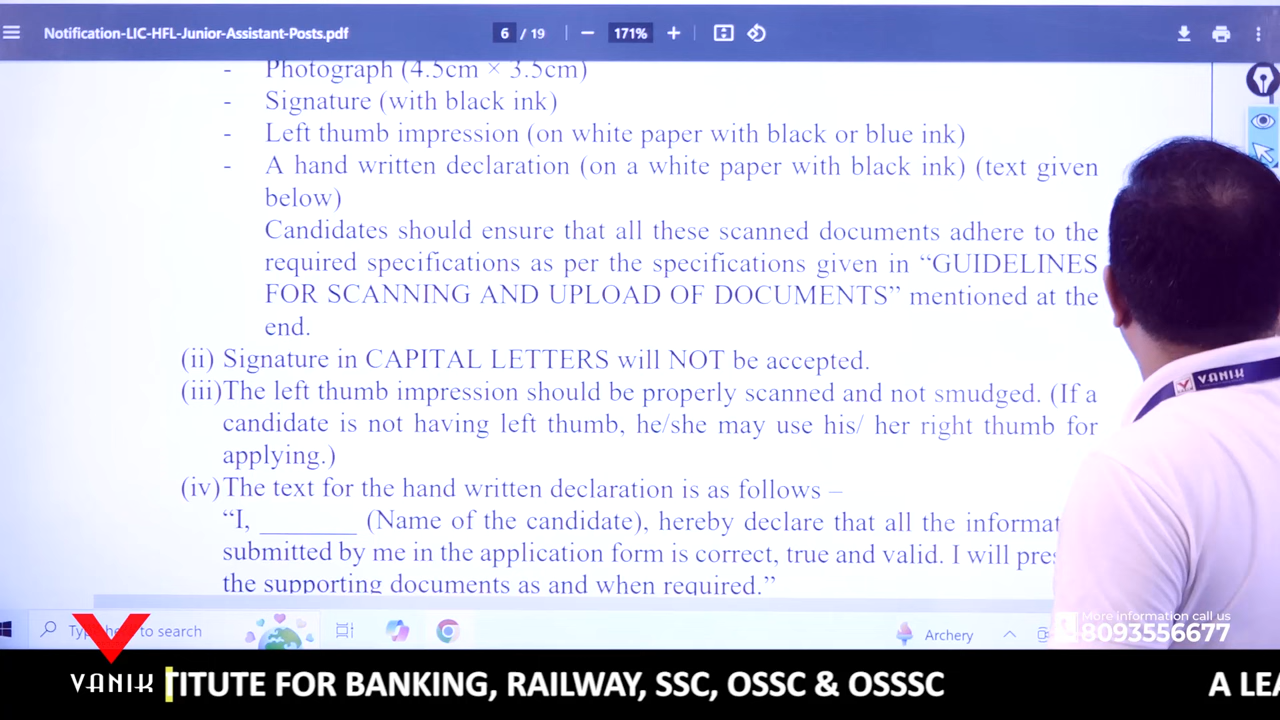 Notification-LIC-HFL-Junior-Assistant-Posts.pdf
6 / 19
171%
- Photograph (4.5cm × 3.5cm)
- Signature (with black ink)
- Left thumb impression (on white paper with black or blue ink)
- A hand written declaration (on a white paper with black ink) (text given
below)
Candidates should ensure that all these scanned documents adhere to the
required specifications as per the specifications given in “GUIDELINES
FOR SCANNING AND UPLOAD OF DOCUMENTS” mentioned at the
end.
(ii) Signature in CAPITAL LETTERS will NOT be accepted.
(iii) The left thumb impression should be properly scanned and not smudged. (If a
candidate is not having left thumb, he/she may use his/ her right thumb for
applying.)
(iv) The text for the hand written declaration is as follows –
“I, _______ (Name of the candidate), hereby declare that all the informat
submitted by me in the application form is correct, true and valid. I will pres
the supporting documents as and when required.”
VANIK
Type here to search
Archery
More information call us
8093556677
VANIK
TITUTE FOR BANKING, RAILWAY, SSC, OSSC & OSSSC
A LEA